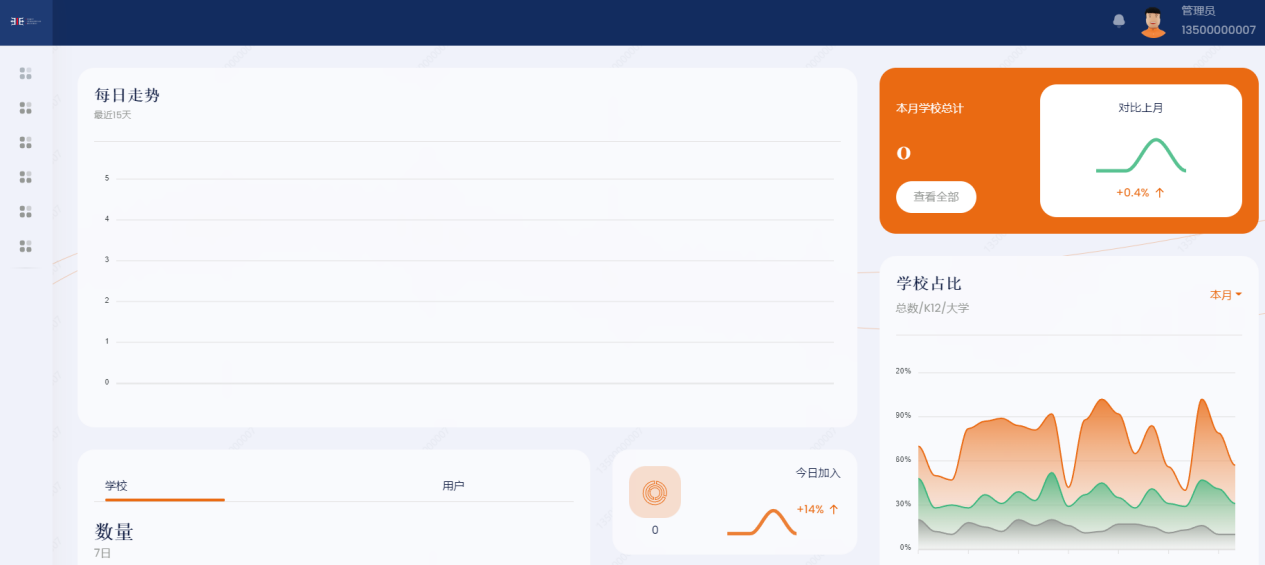 管理员
13500000007
每日走势
最近15天
5
4
3
2
1
0
本月学校总计
0
查看全部
对比上月
+0.4% ↑
学校占比
总数/K12/大学
本月
20%
90%
60%
30%
0%
学校
用户
数量
7日
今日加入
+14% ↑
0